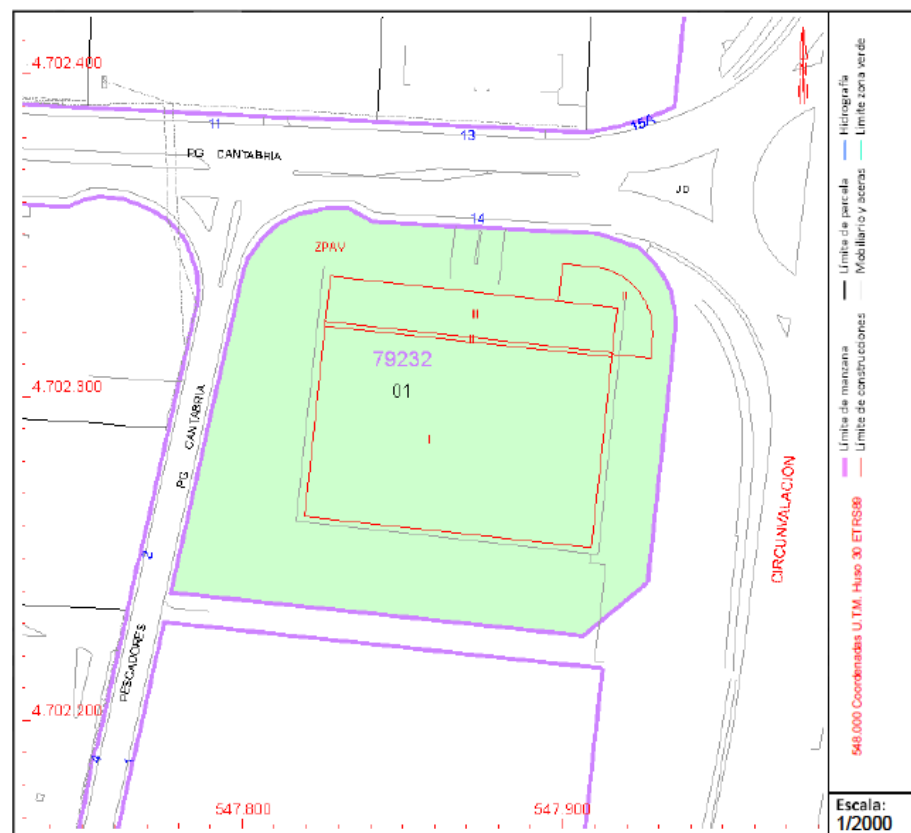 4.702.400
11
13
15A
PG CANTABRIA
JD
14
ZPAV
II
II
79232
4.702.300
01
I
PG CANTABRIA
CIRCUNVALACIÓN
2
PESCADORES
4.702.200
4
1
547.800
547.900
Límite de manzana
Límite de parcela
Hidrografía
Límite de construcciones
Mobiliario y aceras
Límite zona verde
548.000 Coordenadas U.T.M. Huso 30 ETRS89
Escala:
1/2000